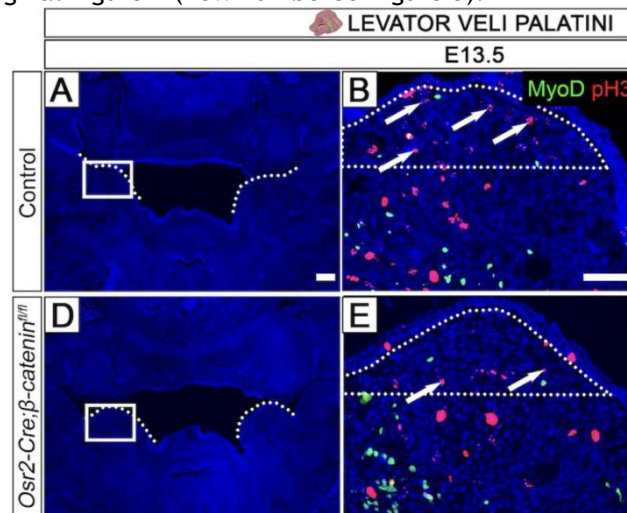 LEVATOR VELI PALATINI
E13.5
Control
A
B
MyoD pH3
Osr2-Cre;β-catenin^fl/fl
D
E